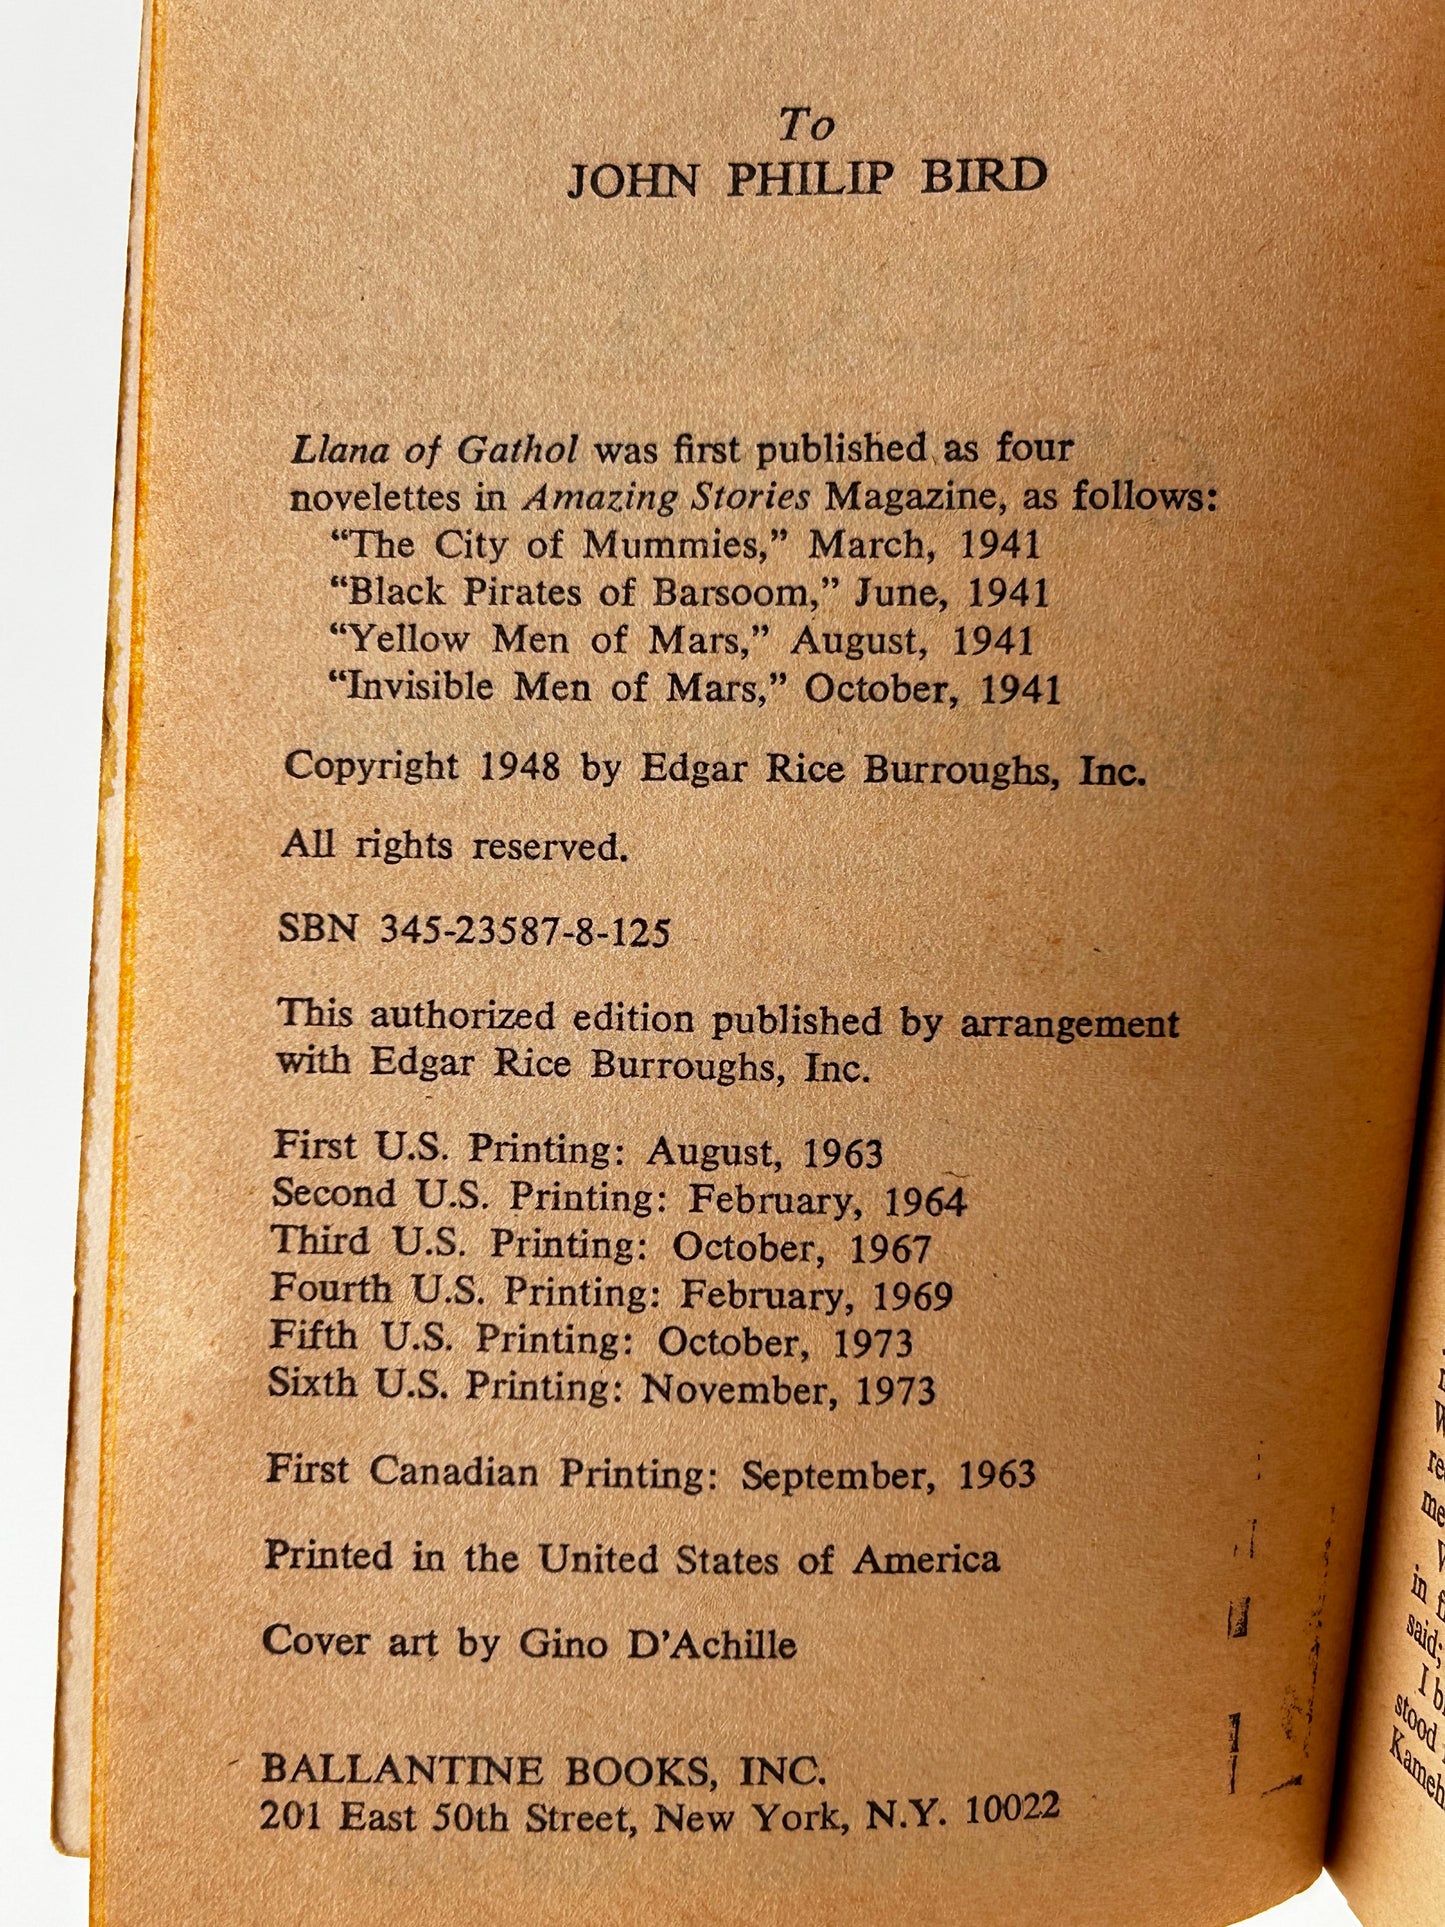 To
JOHN PHILIP BIRD
Llana of Gathol was first published as four
novelettes in Amazing Stories Magazine, as follows:
“The City of Mummies,” March, 1941
“Black Pirates of Barsoom,” June, 1941
“Yellow Men of Mars,” August, 1941
“Invisible Men of Mars,” October, 1941
Copyright 1948 by Edgar Rice Burroughs, Inc.
All rights reserved.
SBN 345-23587-8-125
This authorized edition published by arrangement
with Edgar Rice Burroughs, Inc.
First U.S. Printing: August, 1963
Second U.S. Printing: February, 1964
Third U.S. Printing: October, 1967
Fourth U.S. Printing: February, 1969
Fifth U.S. Printing: October, 1973
Sixth U.S. Printing: November, 1973
First Canadian Printing: September, 1963
Printed in the United States of America
Cover art by Gino D’Achille
BALLANTINE BOOKS, INC.
201 East 50th Street, New York, N.Y. 10022
in
said;
I
stood